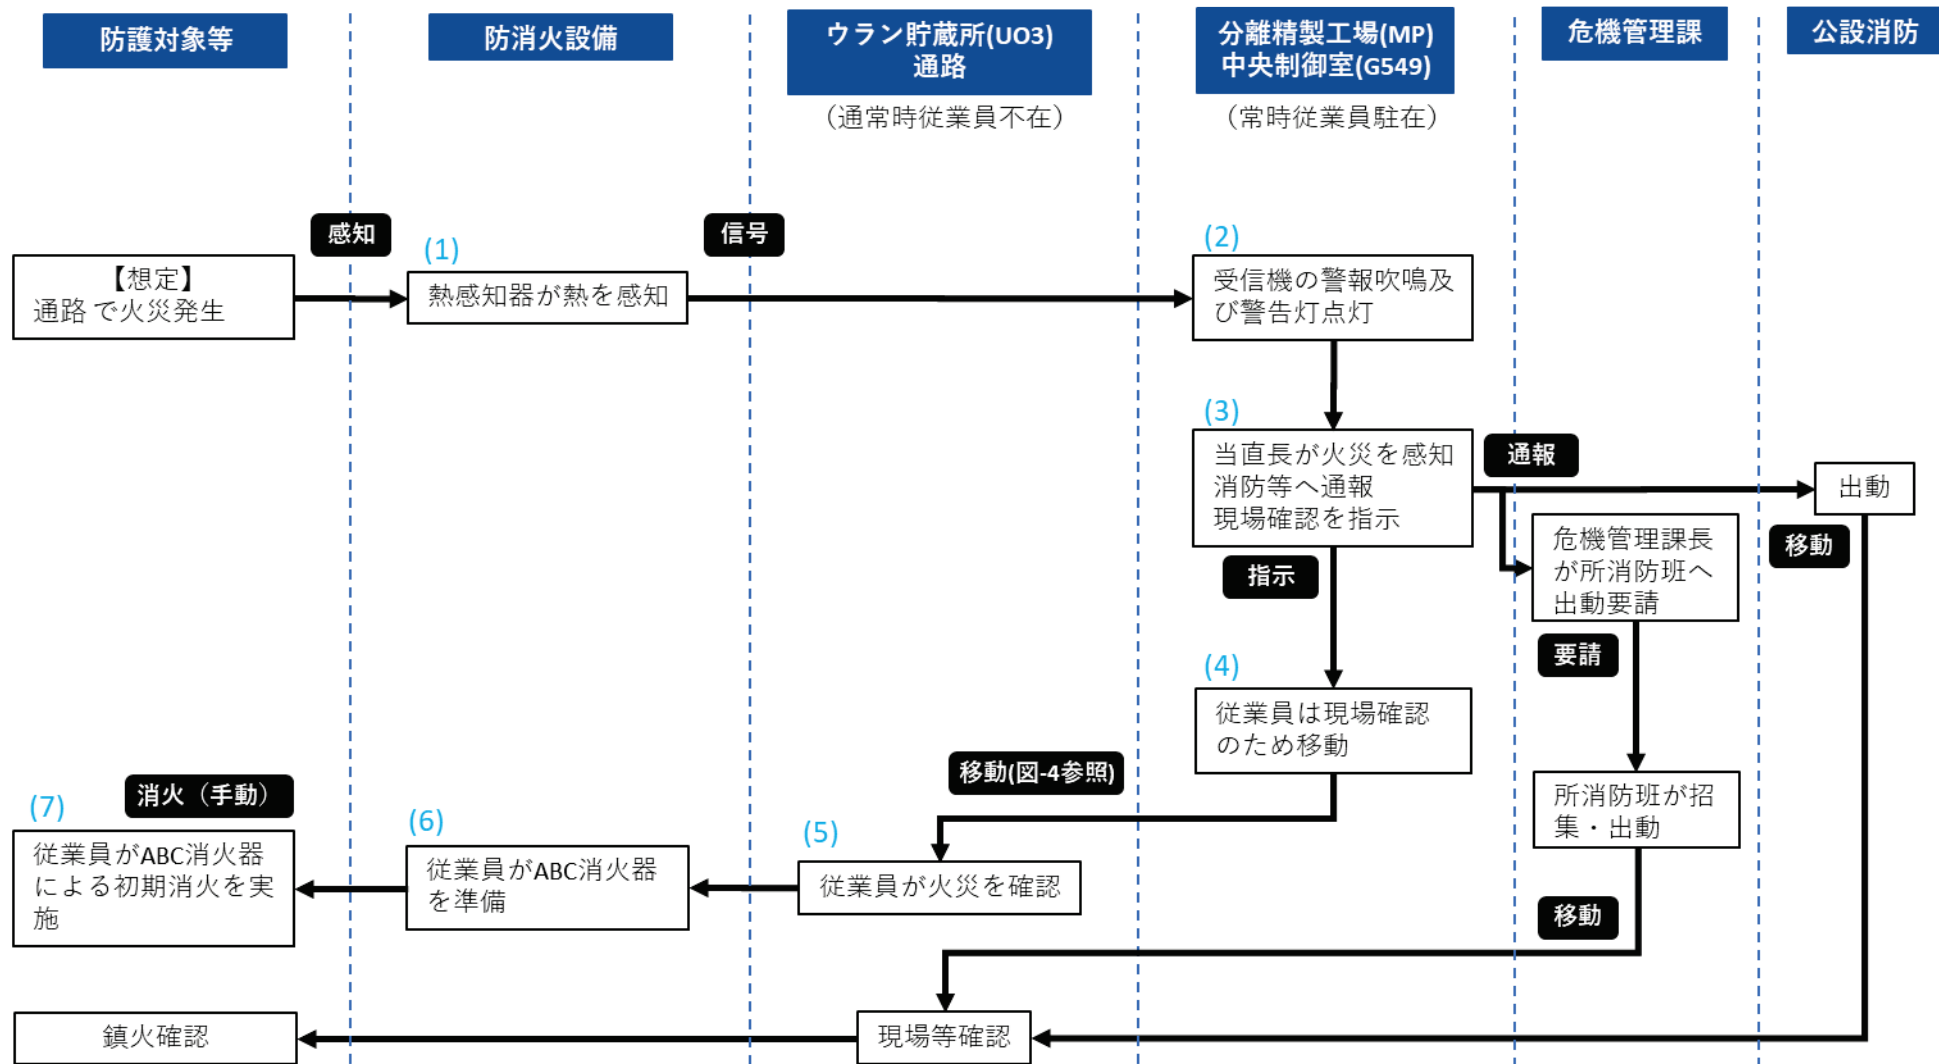 防護対象等
防消火設備
ウラン貯蔵所(UO3)
通路
（通常時従業員不在）
分離精製工場(MP)
中央制御室(G549)
（常時従業員駐在）
危機管理課
公設消防
【想定】
通路で火災発生
感知
(1)
熱感知器が熱を感知
信号
(2)
受信機の警報吹鳴及
び警告灯点灯
(3)
当直長が火災を感知
消防等へ通報
現場確認を指示
通報
出動
移動
危機管理課長
が所消防班へ
出動要請
指示
要請
(4)
従業員は現場確認
のため移動
移動(図-4参照)
所消防班が招
集・出動
移動
(5)
従業員が火災を確認
(6)
従業員がABC消火器
を準備
消火（手動）
(7)
従業員がABC消火器
による初期消火を実
施
現場等確認
鎮火確認